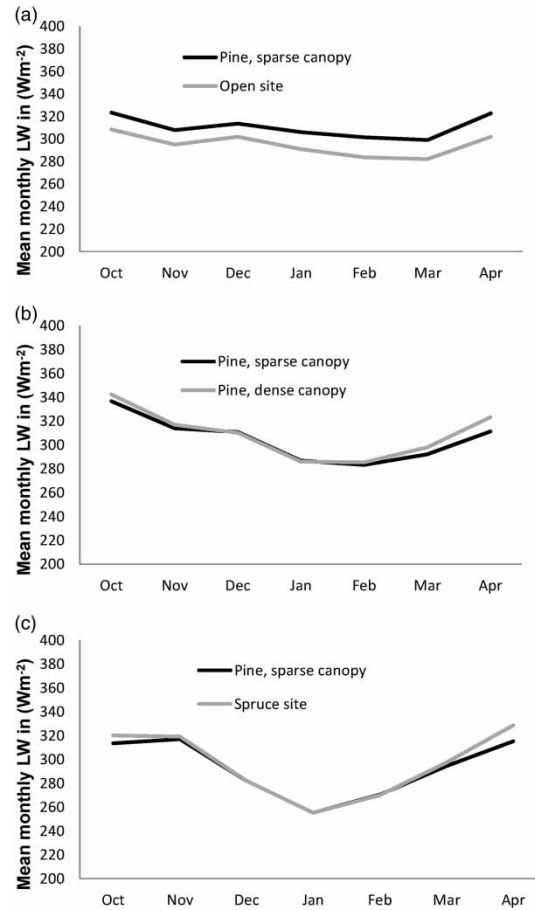 (a)
400
380
360
340
320
300
280
260
240
220
200
Mean monthly LW in (Wm-2)
Pine, sparse canopy
Open site
Oct Nov Dec Jan Feb Mar Apr
(b)
400
380
360
340
320
300
280
260
240
220
200
Mean monthly LW in (Wm-2)
Pine, sparse canopy
Pine, dense canopy
Oct Nov Dec Jan Feb Mar Apr
(c)
400
380
360
340
320
300
280
260
240
220
200
Mean monthly LW in (Wm-2)
Pine, sparse canopy
Spruce site
Oct Nov Dec Jan Feb Mar Apr